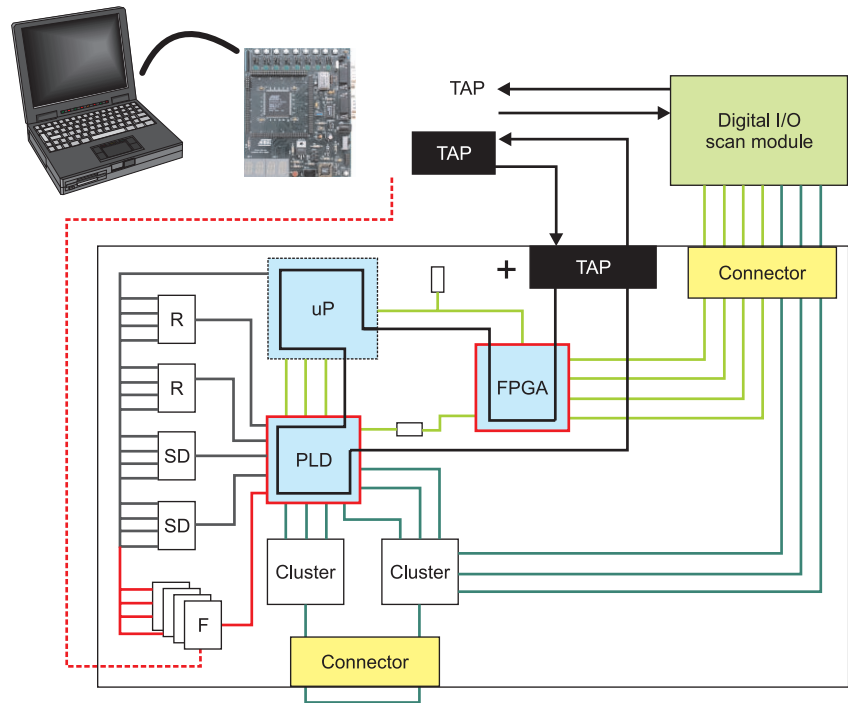 TAP
Digital I/O
scan module
TAP
+
TAP
Connector
uP
R
R
FPGA
SD
PLD
SD
Cluster
Cluster
F
Connector